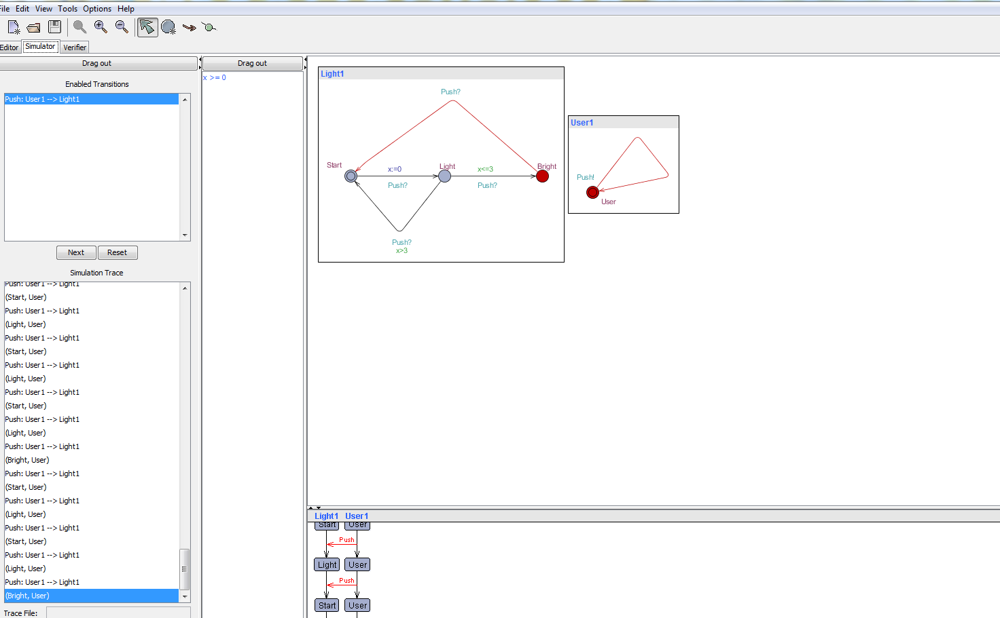 File Edit View Tools Options Help
Editor Simulator Verifier
Drag out
Enabled Transitions
Push: User1 --> Light1
Next Reset
Simulation Trace
Push: User1 --> Light1
(Start, User)
Push: User1 --> Light1
(Light, User)
Push: User1 --> Light1
(Start, User)
Push: User1 --> Light1
(Light, User)
Push: User1 --> Light1
(Start, User)
Push: User1 --> Light1
(Light, User)
Push: User1 --> Light1
(Bright, User)
Push: User1 --> Light1
(Start, User)
Push: User1 --> Light1
(Light, User)
Push: User1 --> Light1
(Start, User)
Push: User1 --> Light1
(Light, User)
Push: User1 --> Light1
(Bright, User)
Trace File:
Drag out
x >= 0
Light1
Push?
Start
x:=0
Push?
Light
x<=3
Push?
Bright
Push?
x>3
User1
Push!
User
Light1 User1
Start User
Push
Light User
Push
Start User